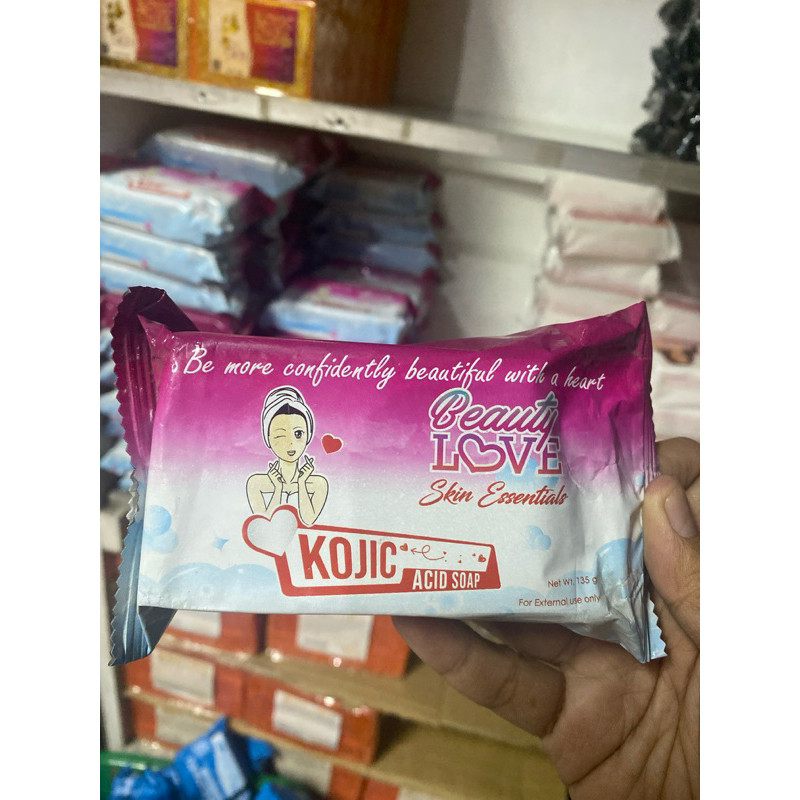 Be more confidently beautiful with a heart
Beauty
LOVE
Skin Essentials
KOJIC
ACID SOAP
Net Wt. 135 g
For External use only